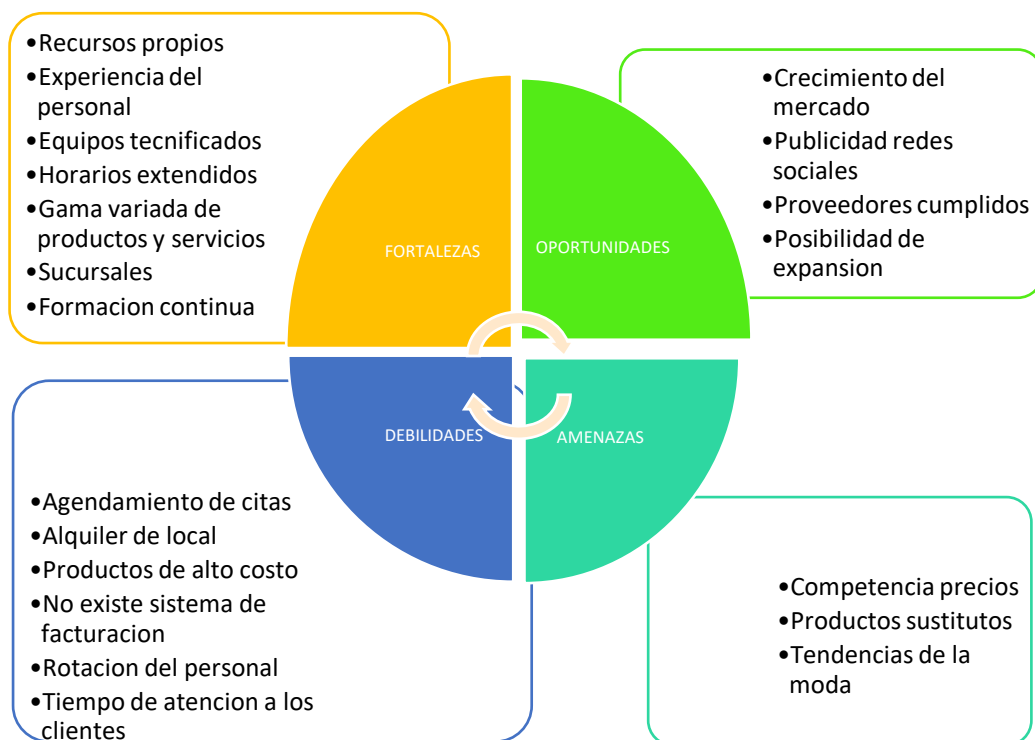 •Recursos propios
•Experiencia del
personal
•Equipos tecnificados
•Horarios extendidos
•Gama variada de
productos y servicios
•Sucursales
•Formacion continua
•Crecimiento del
mercado
•Publicidad redes
sociales
•Proveedores cumplidos
•Posibilidad de
expansion
FORTALEZAS
OPORTUNIDADES
DEBILIDADES
AMENAZAS
•Agendamiento de citas
•Alquiler de local
•Productos de alto costo
•No existe sistema de
facturacion
•Rotacion del personal
•Tiempo de atencion a los
clientes
•Competencia precios
•Productos sustitutos
•Tendencias de la
moda